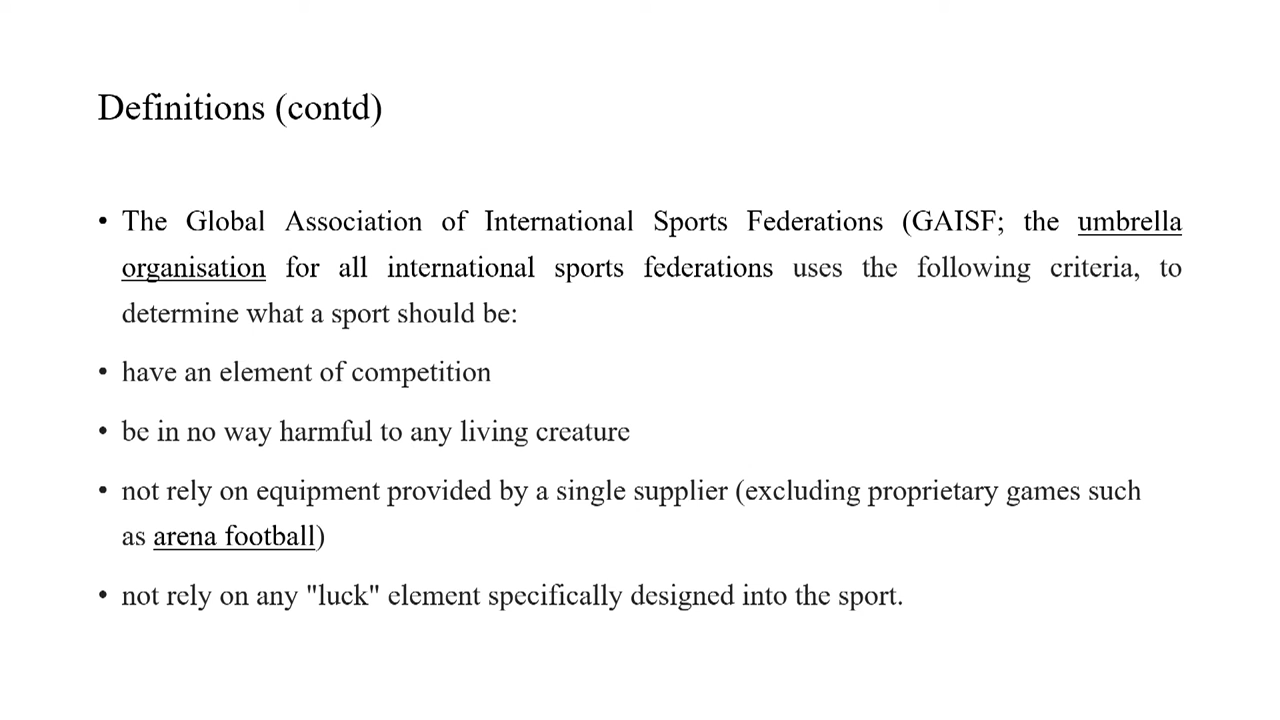 Definitions (contd)
• The Global Association of International Sports Federations (GAISF; the umbrella
organisation for all international sports federations uses the following criteria, to
determine what a sport should be:
• have an element of competition
• be in no way harmful to any living creature
• not rely on equipment provided by a single supplier (excluding proprietary games such
as arena football)
• not rely on any "luck" element specifically designed into the sport.